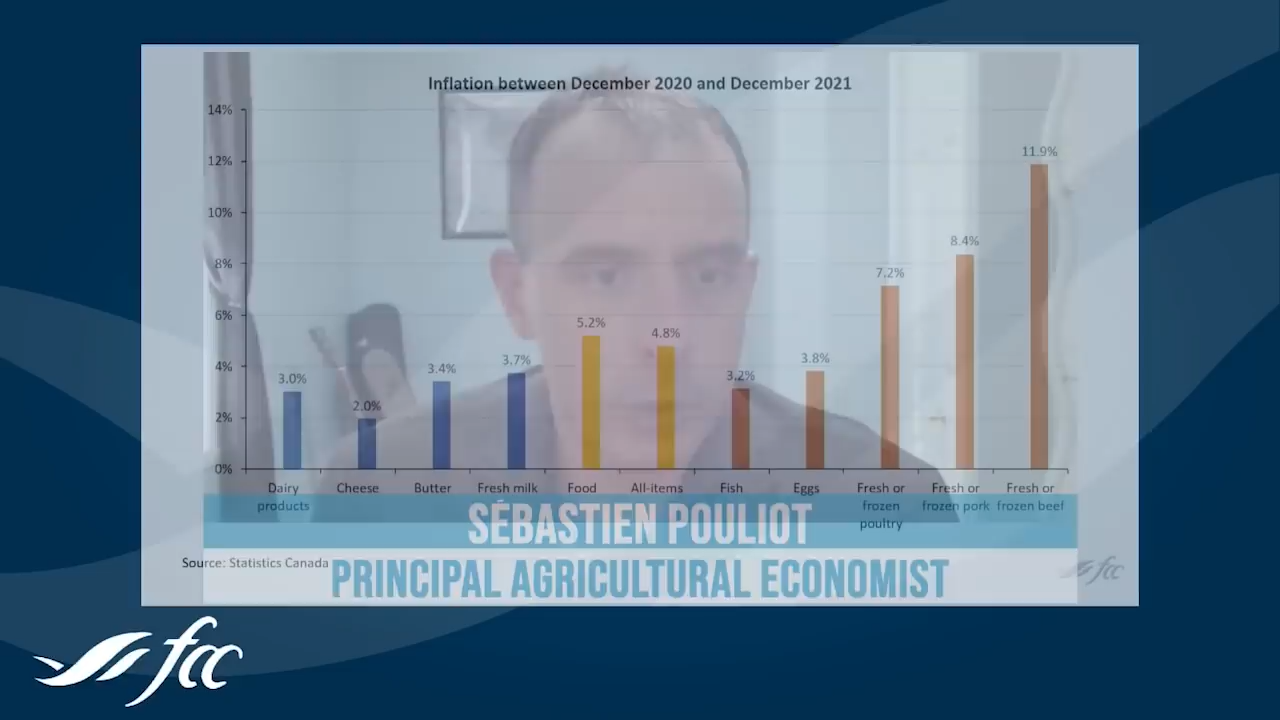 Inflation between December 2020 and December 2021
14%
12%
10%
8%
6%
4%
2%
0%
3.0%
2.0%
3.4%
3.7%
5.2%
4.8%
3.2%
3.8%
7.2%
8.4%
11.9%
Dairy
products
Cheese
Butter
Fresh milk
Food
All-items
Fish
Eggs
Fresh or
frozen
poultry
Fresh or
frozen pork
Fresh or
frozen beef
SÉBASTIEN POULIOT
Source: Statistics Canada
PRINCIPAL AGRICULTURAL ECONOMIST
fcc
fcc